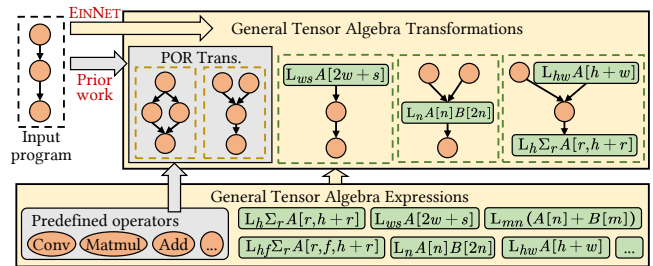 EINNET
General Tensor Algebra Transformations
Prior
work
POR Trans.
L_{ws}A[2w + s]
L_{hw}A[h + w]
L_nA[n]B[2n]
L_hΣ_rA[r, h + r]
Input
program
General Tensor Algebra Expressions
Predefined operators
Conv Matmul Add ...
L_hΣ_rA[r, h + r] L_{ws}A[2w + s] L_{mn}(A[n] + B[m])
L_{hf}Σ_rA[r, f, h + r] L_nA[n]B[2n] L_{hw}A[h + w] ...